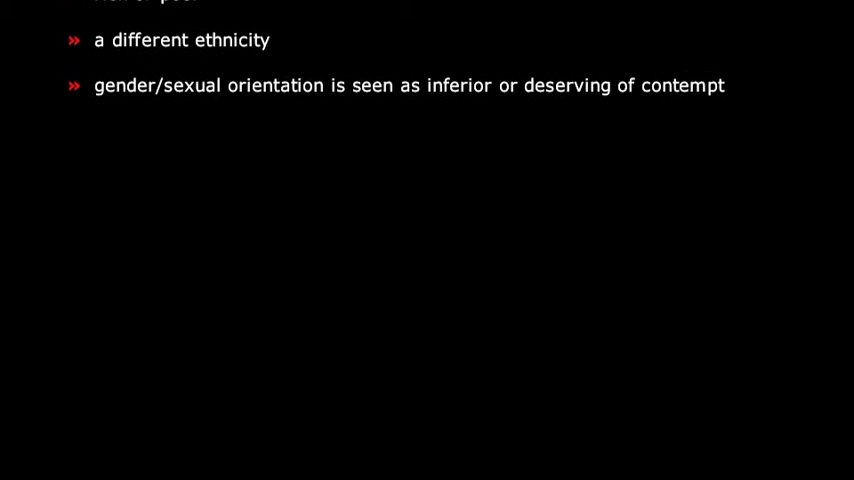 » a different ethnicity
» gender/sexual orientation is seen as inferior or deserving of contempt